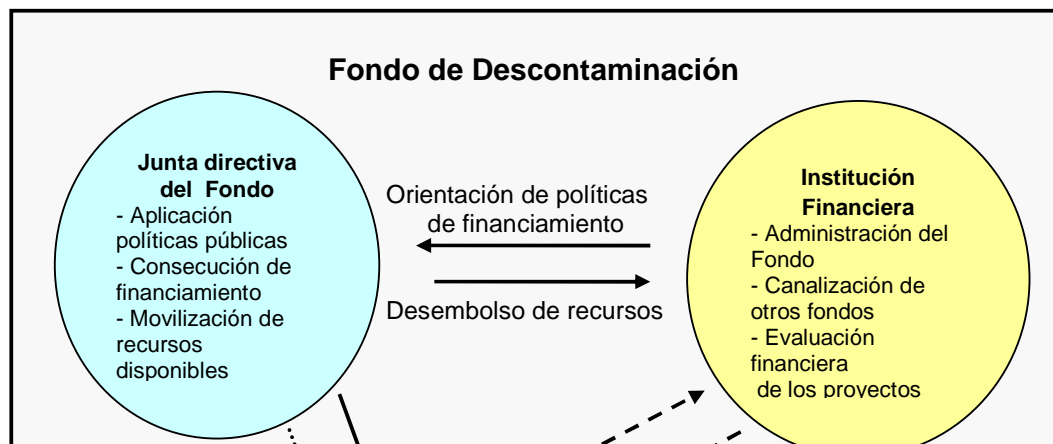 Fondo de Descontaminación
Junta directiva
del Fondo
- Aplicación
políticas públicas
- Consecución de
financiamiento
- Movilización de
recursos
disponibles
Orientación de políticas
de financiamiento
Desembolso de recursos
Institución
Financiera
- Administración del
Fondo
- Canalización de
otros fondos
- Evaluación
financiera
de los proyectos